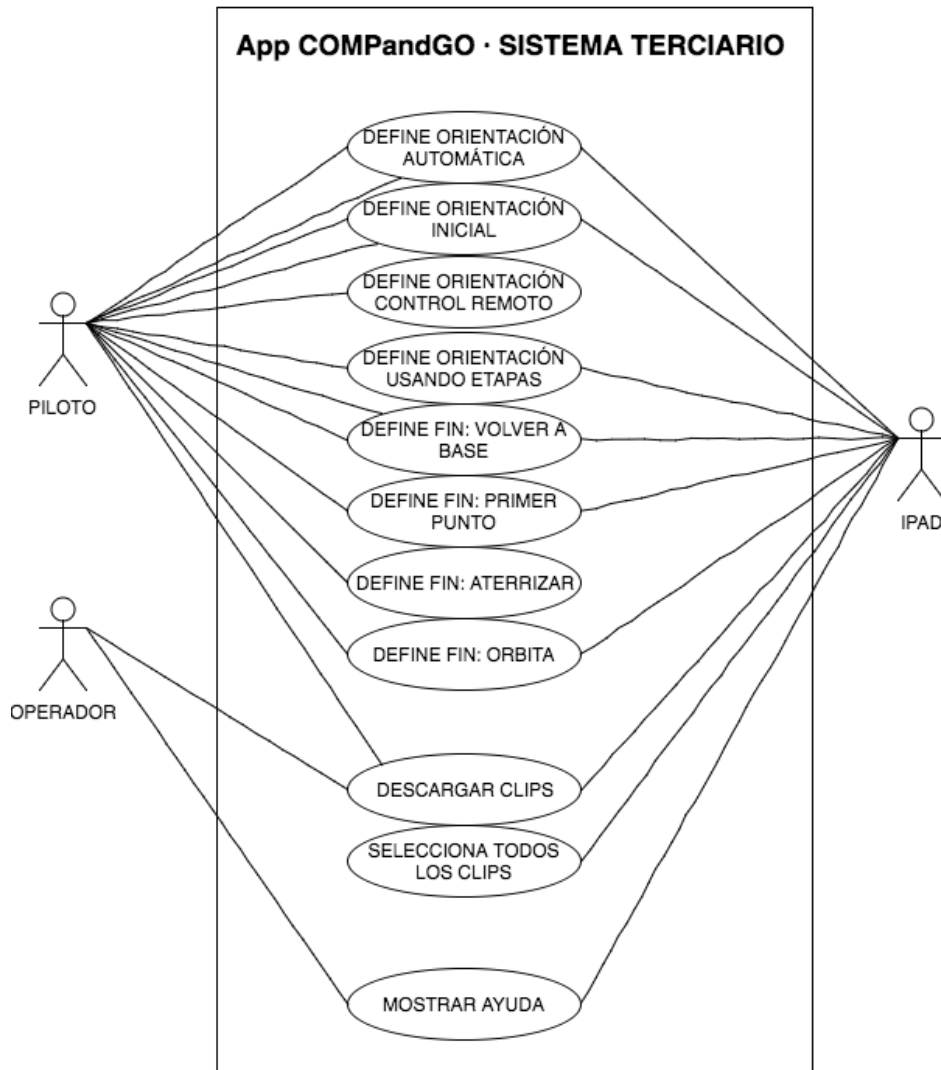 App COMPandGO · SISTEMA TERCIARIO
DEFINE ORIENTACIÓN
AUTOMÁTICA
DEFINE ORIENTACIÓN
INICIAL
DEFINE ORIENTACIÓN
CONTROL REMOTO
PILOTO
DEFINE ORIENTACIÓN
USANDO ETAPAS
DEFINE FIN: VOLVER A
BASE
IPAD
DEFINE FIN: PRIMER
PUNTO
DEFINE FIN: ATERRIZAR
DEFINE FIN: ORBITA
OPERADOR
DESCARGAR CLIPS
SELECCIONA TODOS
LOS CLIPS
MOSTRAR AYUDA